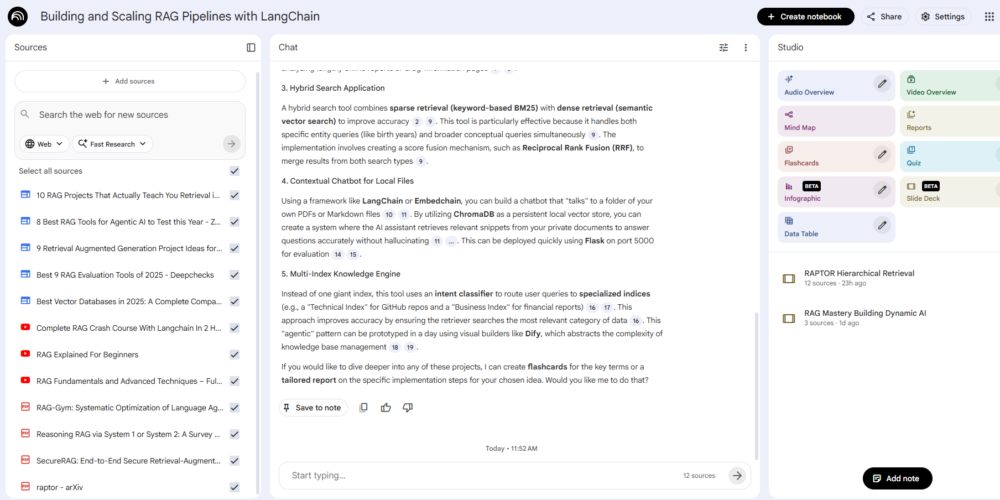 Building and Scaling RAG Pipelines with LangChain
Create notebook
Share
Settings
Sources
Add sources
Search the web for new sources
Web
Fast Research
Select all sources
10 RAG Projects That Actually Teach You Retrieval i...
8 Best RAG Tools for Agentic AI to Test this Year - Z...
9 Retrieval Augmented Generation Project Ideas for...
Best 9 RAG Evaluation Tools of 2025 - Deepchecks
Best Vector Databases in 2025: A Complete Compa...
Complete RAG Crash Course With Langchain In 2 H...
RAG Explained For Beginners
RAG Fundamentals and Advanced Techniques – Ful...
PDF RAG-Gym: Systematic Optimization of Language Ag...
PDF Reasoning RAG via System 1 or System 2: A Survey ...
PDF SecureRAG: End-to-End Secure Retrieval-Augment...
PDF raptor - arXiv
Chat
analyzing lengthy online reports or drug-information pages
3. Hybrid Search Application
A hybrid search tool combines sparse retrieval (keyword-based BM25) with dense retrieval (semantic
vector search) to improve accuracy 2 9 . This tool is particularly effective because it handles both
specific entity queries (like birth years) and broader conceptual queries simultaneously 9 . The
implementation involves creating a score fusion mechanism, such as Reciprocal Rank Fusion (RRF), to
merge results from both search types 9 .
4. Contextual Chatbot for Local Files
Using a framework like LangChain or Embedchain, you can build a chatbot that "talks" to a folder of your
own PDFs or Markdown files 10 11 . By utilizing ChromaDB as a persistent local vector store, you can
create a system where the AI assistant retrieves relevant snippets from your private documents to answer
questions accurately without hallucinating 11 ... . This can be deployed quickly using Flask on port 5000
for evaluation 14 15 .
5. Multi-Index Knowledge Engine
Instead of one giant index, this tool uses an intent classifier to route user queries to specialized indices
(e.g., a "Technical Index" for GitHub repos and a "Business Index" for financial reports) 16 17 . This
approach improves accuracy by ensuring the retriever searches the most relevant category of data 16 . This
"agentic" pattern can be prototyped in a day using visual builders like Dify, which abstracts the complexity of
knowledge base management 18 19 .
If you would like to dive deeper into any of these projects, I can create flashcards for the key terms or a
tailored report on the specific implementation steps for your chosen idea. Would you like me to do that?
Save to note
Today • 11:52 AM
Start typing...
12 sources
Studio
Audio Overview
Video Overview
Mind Map
Reports
Flashcards
Quiz
BETA
Infographic
BETA
Slide Deck
Data Table
RAPTOR Hierarchical Retrieval
12 sources · 23h ago
RAG Mastery Building Dynamic AI
3 sources · 1d ago
Add note